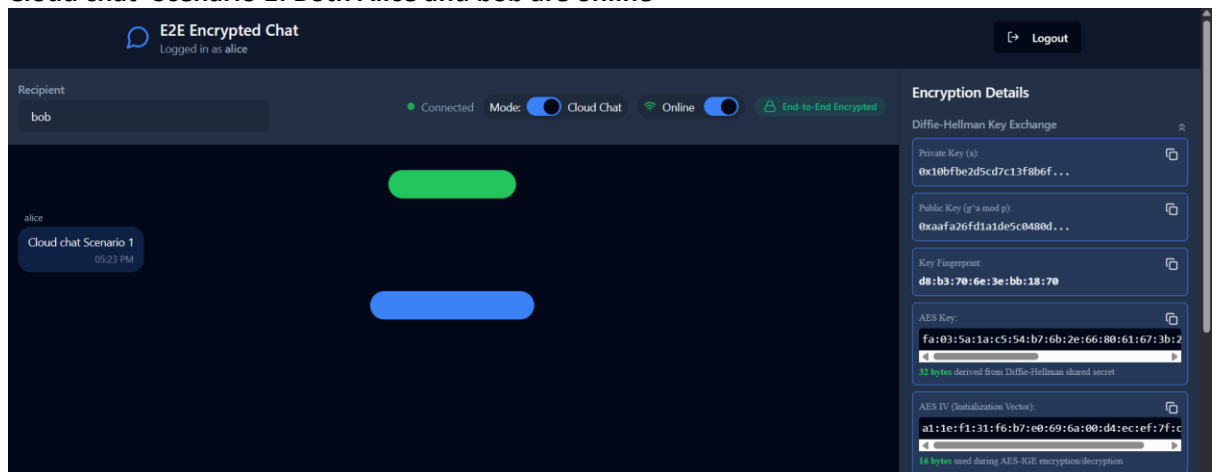 E2E Encrypted Chat
Logged in as alice
Logout
Recipient
bob
Connected Mode: Cloud Chat Online End-to-End Encrypted
alice
Cloud chat Scenario 1
05:23 PM
Encryption Details
Diffie-Hellman Key Exchange
Private Key (a):
0x10bfbe2d5cd7c13f8b6f...
Public Key (g^a mod p):
0xaafa26fd1a1de5c0480d...
Key Fingerprint:
d8:b3:70:6e:3e:bb:18:70
AES Key:
fa:03:5a:1a:c5:54:b7:6b:2e:66:80:61:67:3b:2
32 bytes derived from Diffie-Hellman shared secret
AES IV (Initialization Vector):
a1:1e:f1:31:f6:b7:e0:69:6a:00:d4:ec:ef:7f:c
16 bytes used during AES-IGE encryption/decryption